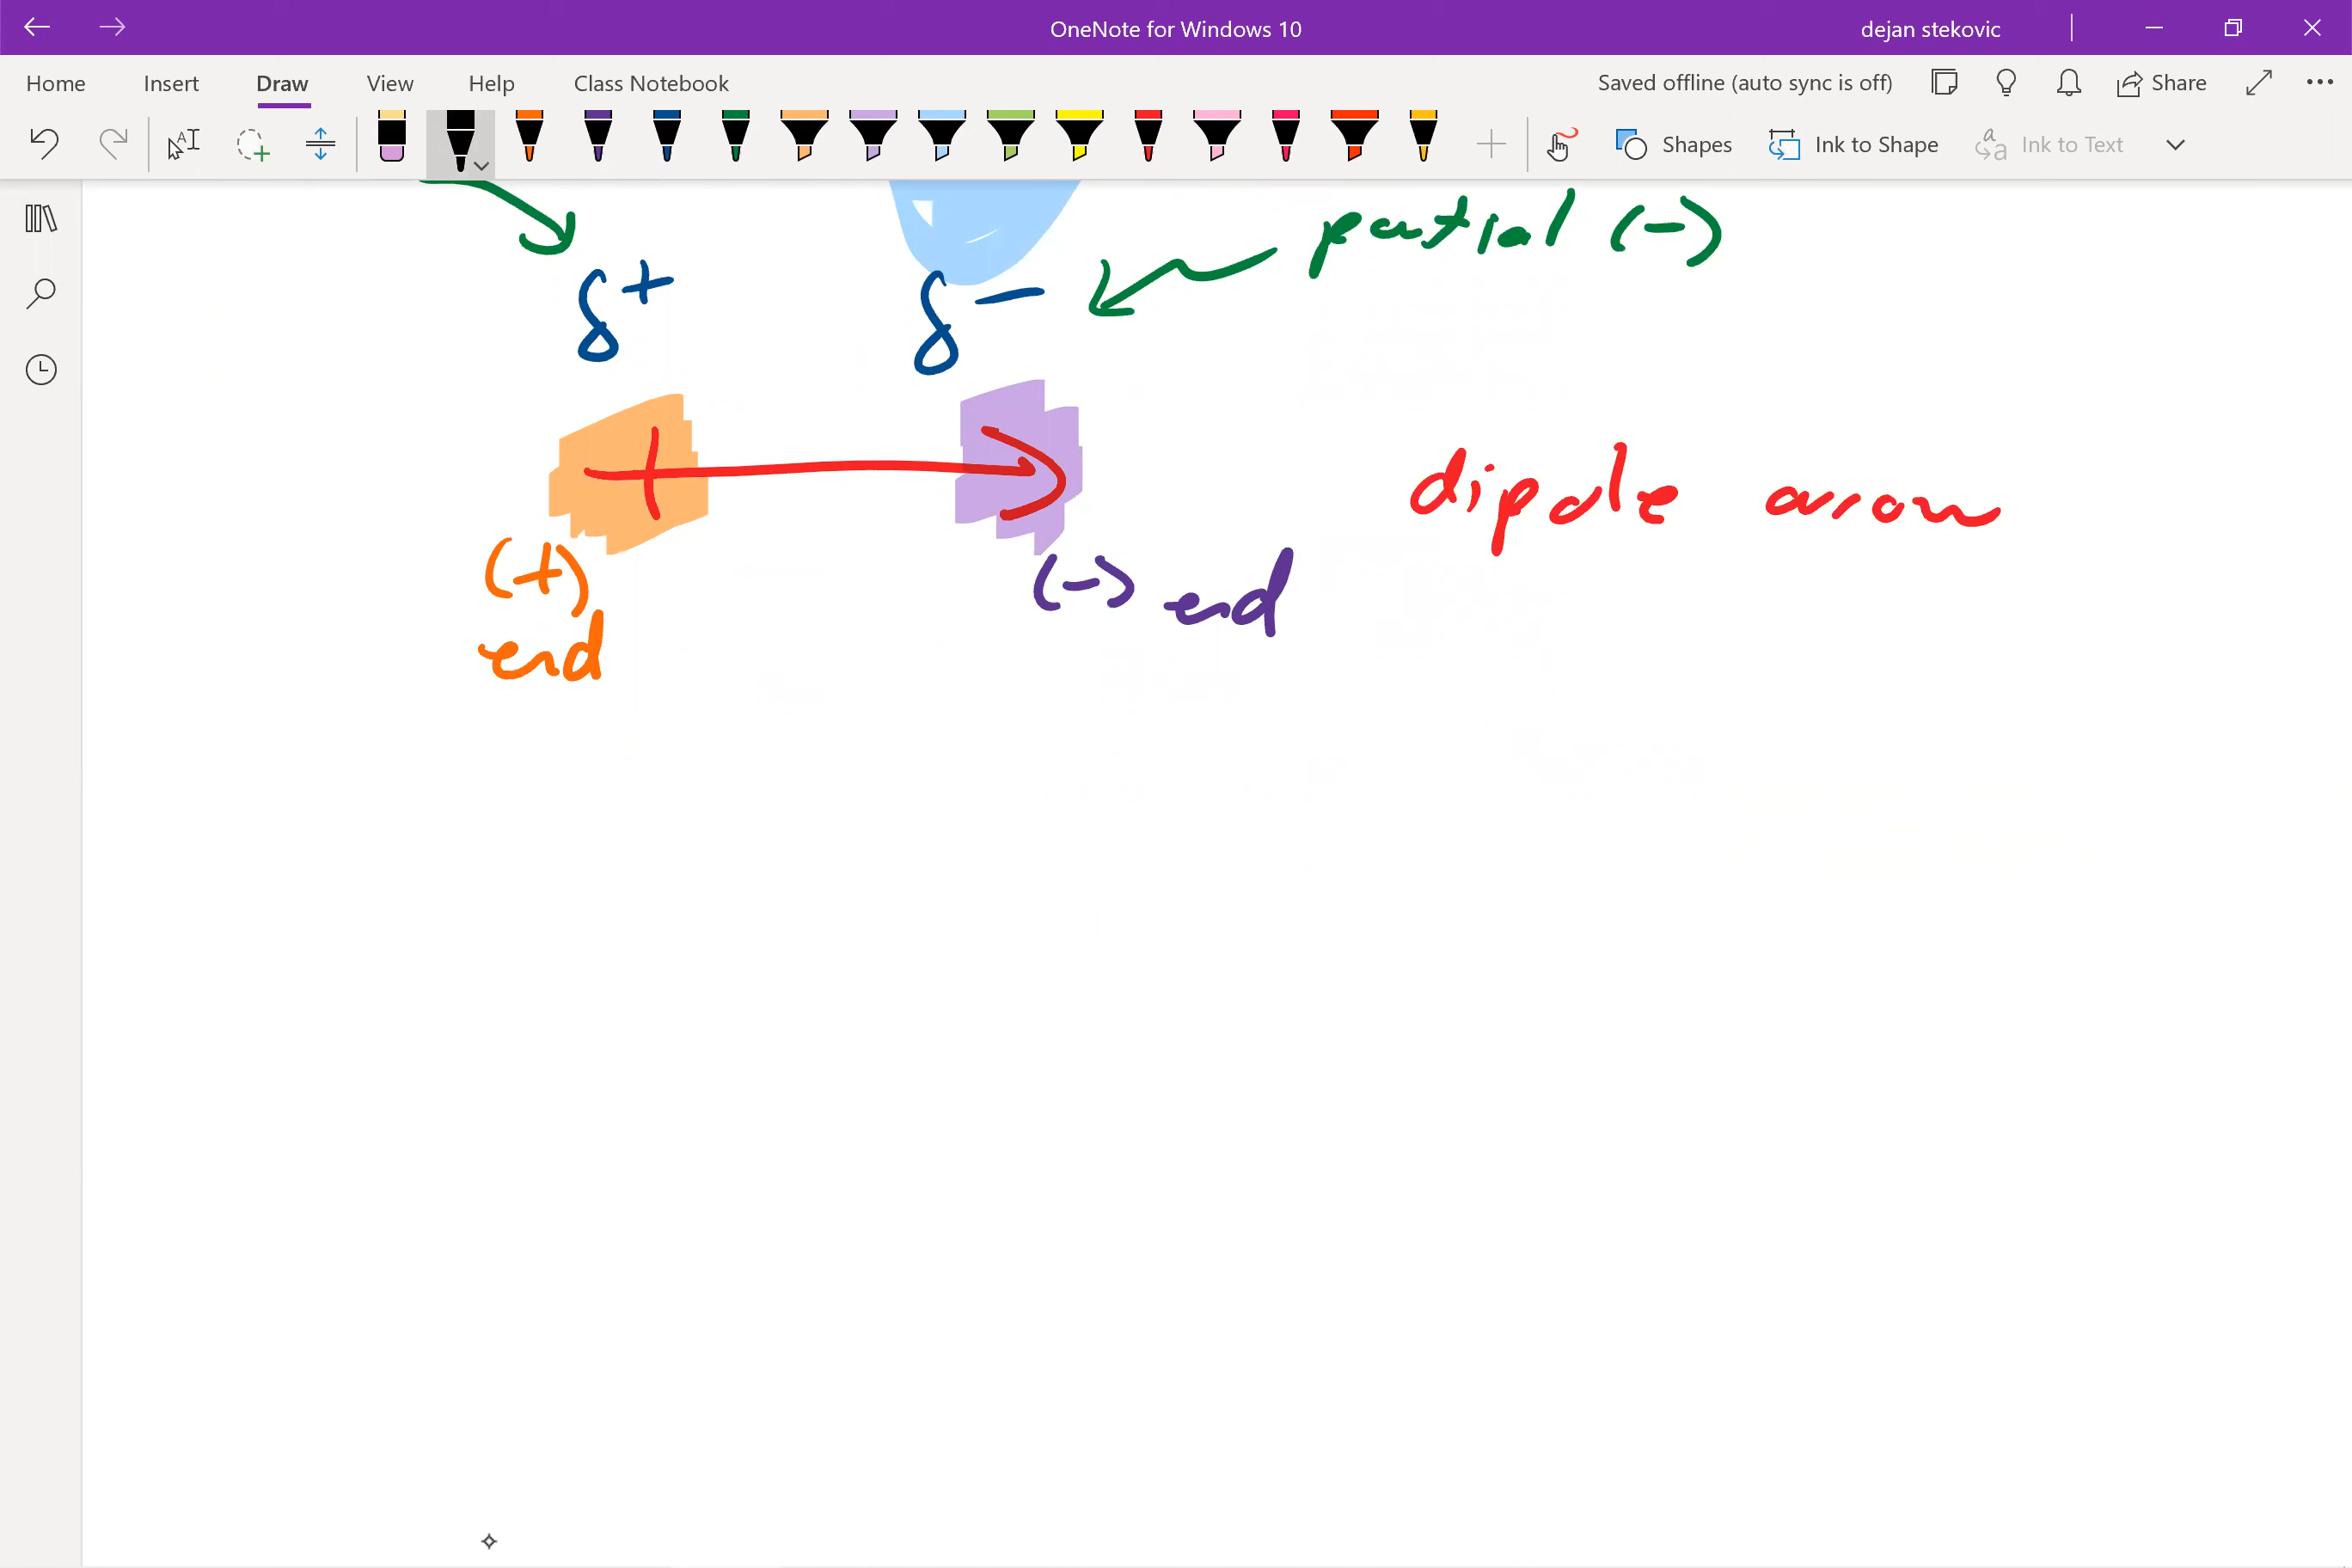 OneNote for Windows 10
dejan stekovic
Home Insert Draw View Help Class Notebook
Saved offline (auto sync is off) Share
Shapes Ink to Shape Ink to Text
partial (-)
δ+ δ-
dipole arrow
(+)
end
(-) end